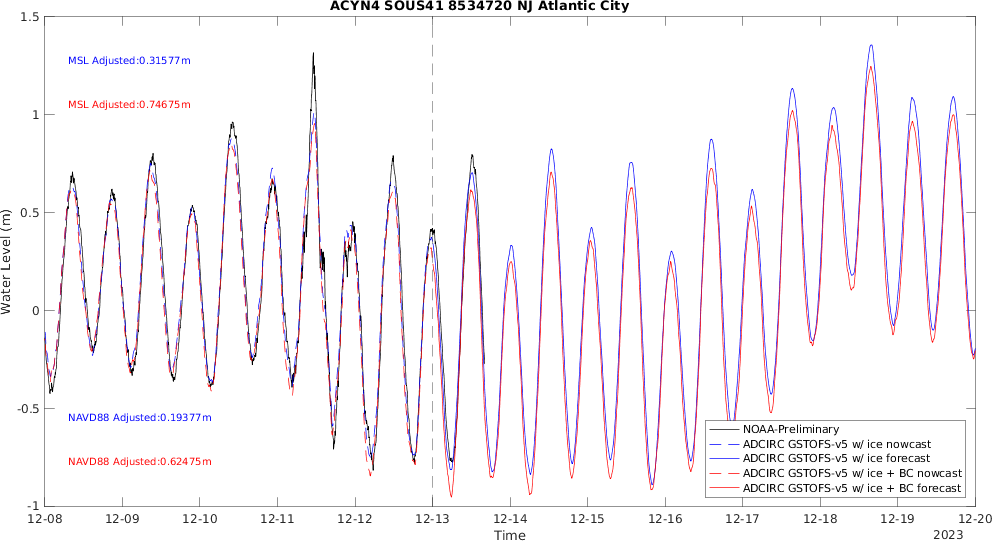 ACYN4 SOUS41 8534720 NJ Atlantic City
1.5
1
0.5
0
-0.5
-1
Water Level (m)
MSL Adjusted:0.31577m
MSL Adjusted:0.74675m
NAVD88 Adjusted:0.19377m
NAVD88 Adjusted:0.62475m
NOAA-Preliminary
ADCIRC GSTOFS-v5 w/ ice nowcast
ADCIRC GSTOFS-v5 w/ ice forecast
ADCIRC GSTOFS-v5 w/ ice + BC nowcast
ADCIRC GSTOFS-v5 w/ ice + BC forecast
12-08 12-09 12-10 12-11 12-12 12-13 12-14 12-15 12-16 12-17 12-18 12-19 12-20
Time
2023